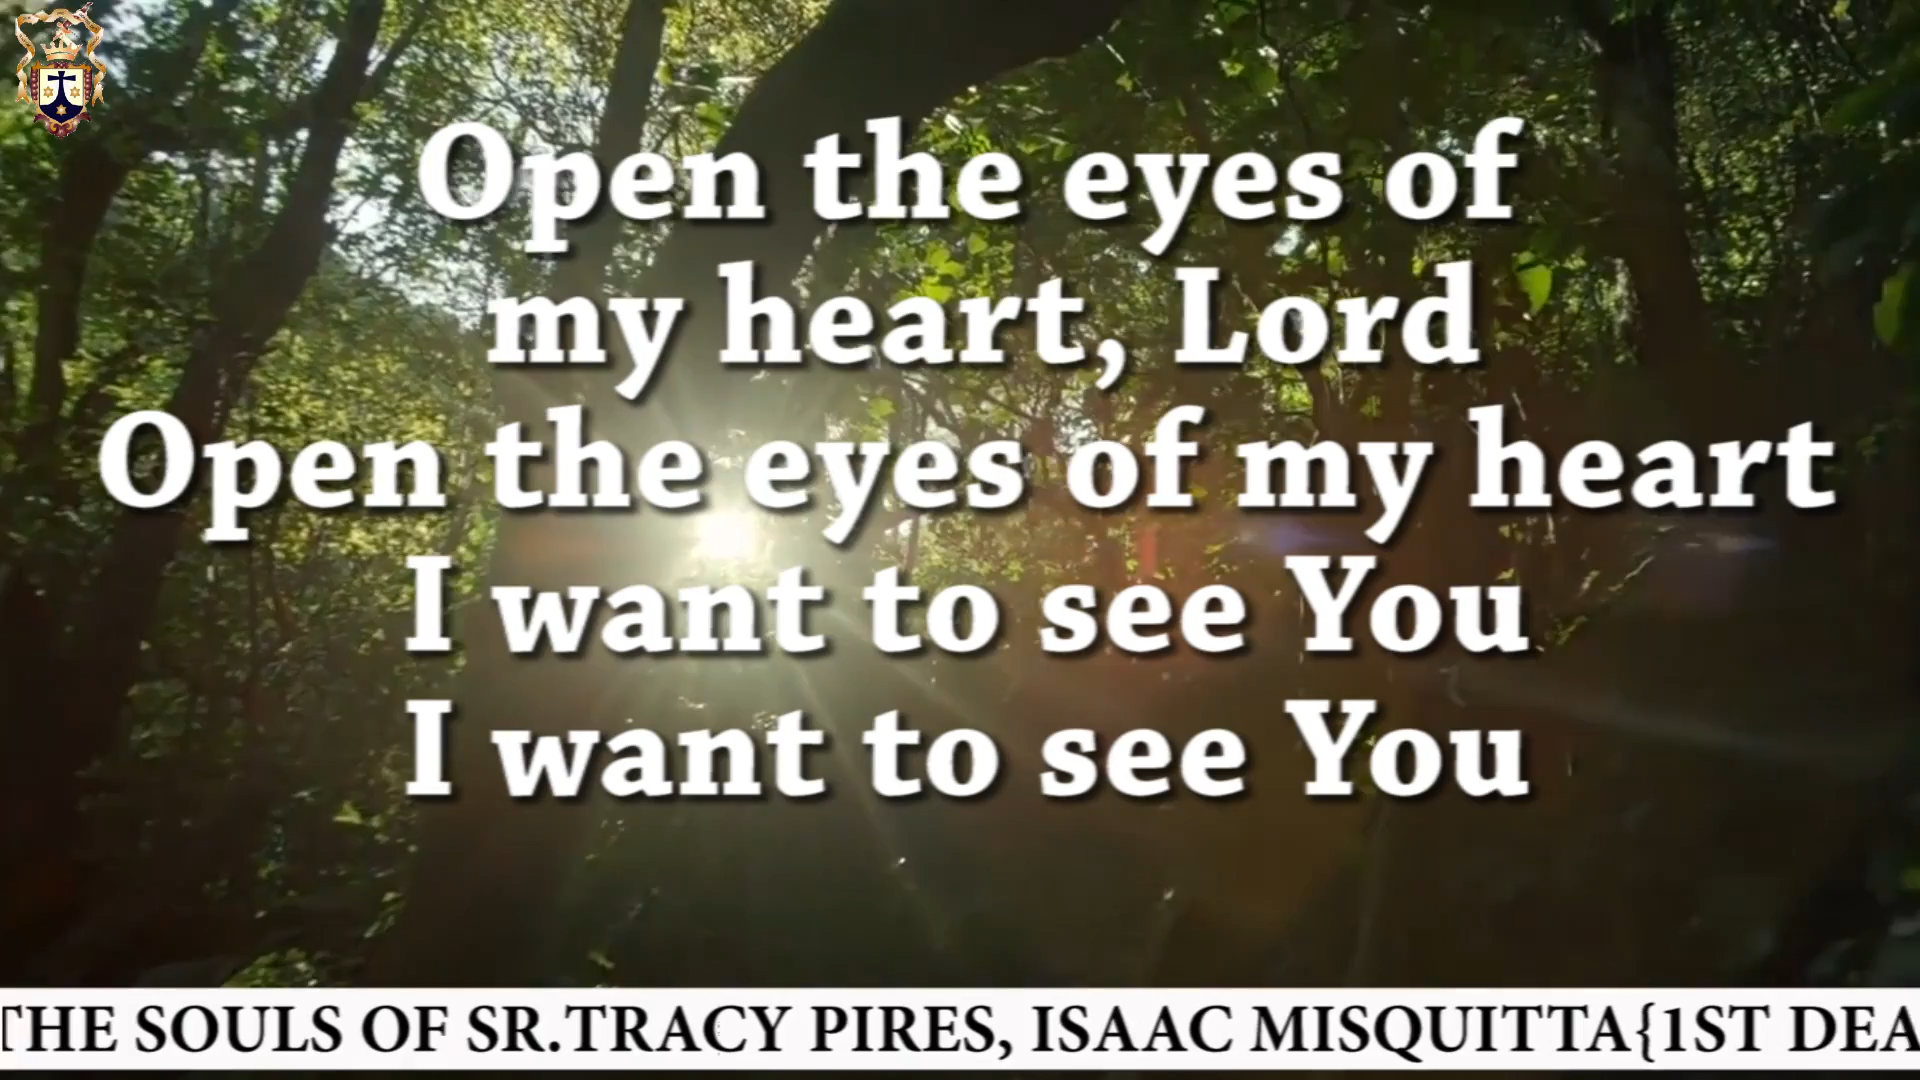 Open the eyes of
my heart, Lord
Open the eyes of my heart
I want to see You
I want to see You
THE SOULS OF SR.TRACY PIRES, ISAAC MISQUITTA{1ST DEA